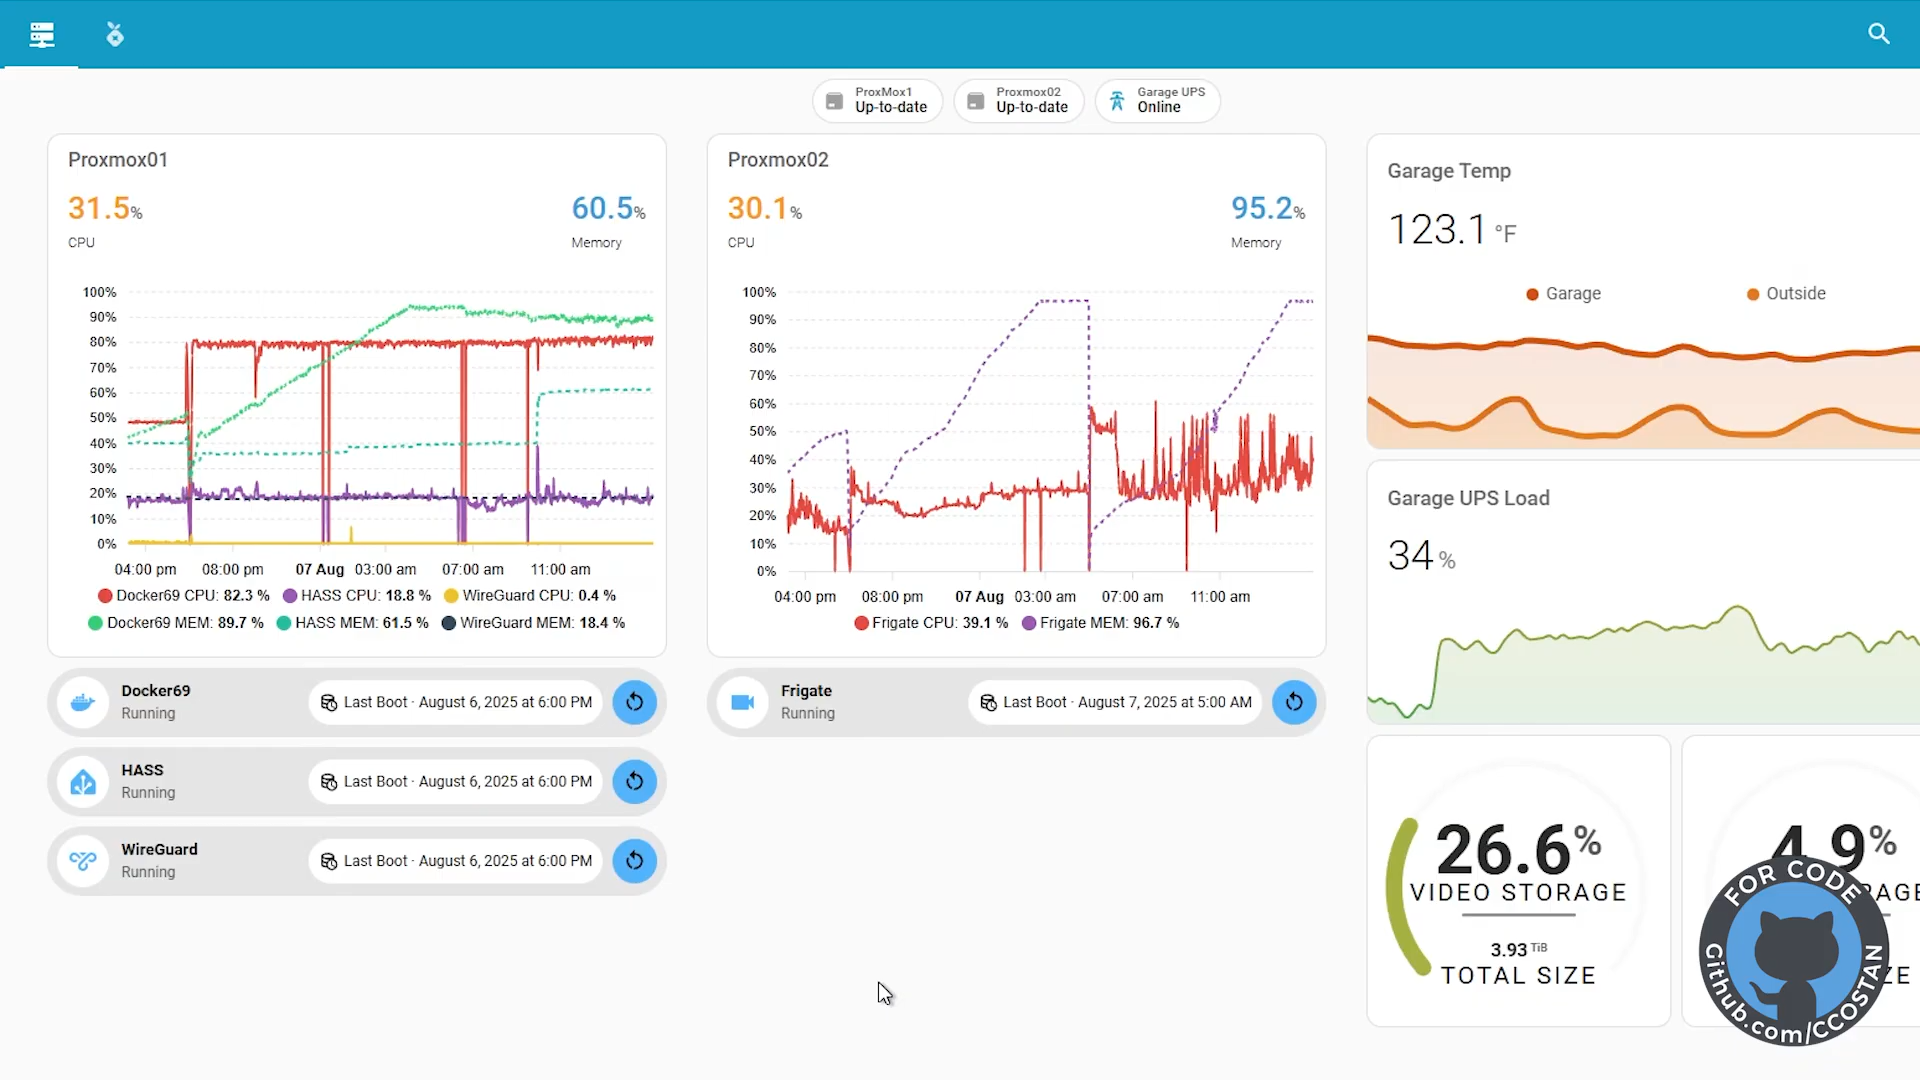 ProxMox1
Up-to-date
Proxmox02
Up-to-date
Garage UPS
Online
Proxmox01
31.5%
CPU
60.5%
Memory
100%
90%
80%
70%
60%
50%
40%
30%
20%
10%
0%
04:00 pm 08:00 pm 07 Aug 03:00 am 07:00 am 11:00 am
Docker69 CPU: 82.3 % HASS CPU: 18.8 % WireGuard CPU: 0.4 %
Docker69 MEM: 89.7 % HASS MEM: 61.5 % WireGuard MEM: 18.4 %
Docker69
Running
Last Boot · August 6, 2025 at 6:00 PM
HASS
Running
Last Boot · August 6, 2025 at 6:00 PM
WireGuard
Running
Last Boot · August 6, 2025 at 6:00 PM
Proxmox02
30.1%
CPU
95.2%
Memory
100%
90%
80%
70%
60%
50%
40%
30%
20%
10%
0%
04:00 pm 08:00 pm 07 Aug 03:00 am 07:00 am 11:00 am
Frigate CPU: 39.1 % Frigate MEM: 96.7 %
Frigate
Running
Last Boot · August 7, 2025 at 5:00 AM
Garage Temp
123.1 °F
Garage Outside
Garage UPS Load
34 %
26.6%
VIDEO STORAGE
3.93 TiB
TOTAL SIZE
4.9%
FOR CODE
Github.com/CCOSTAN